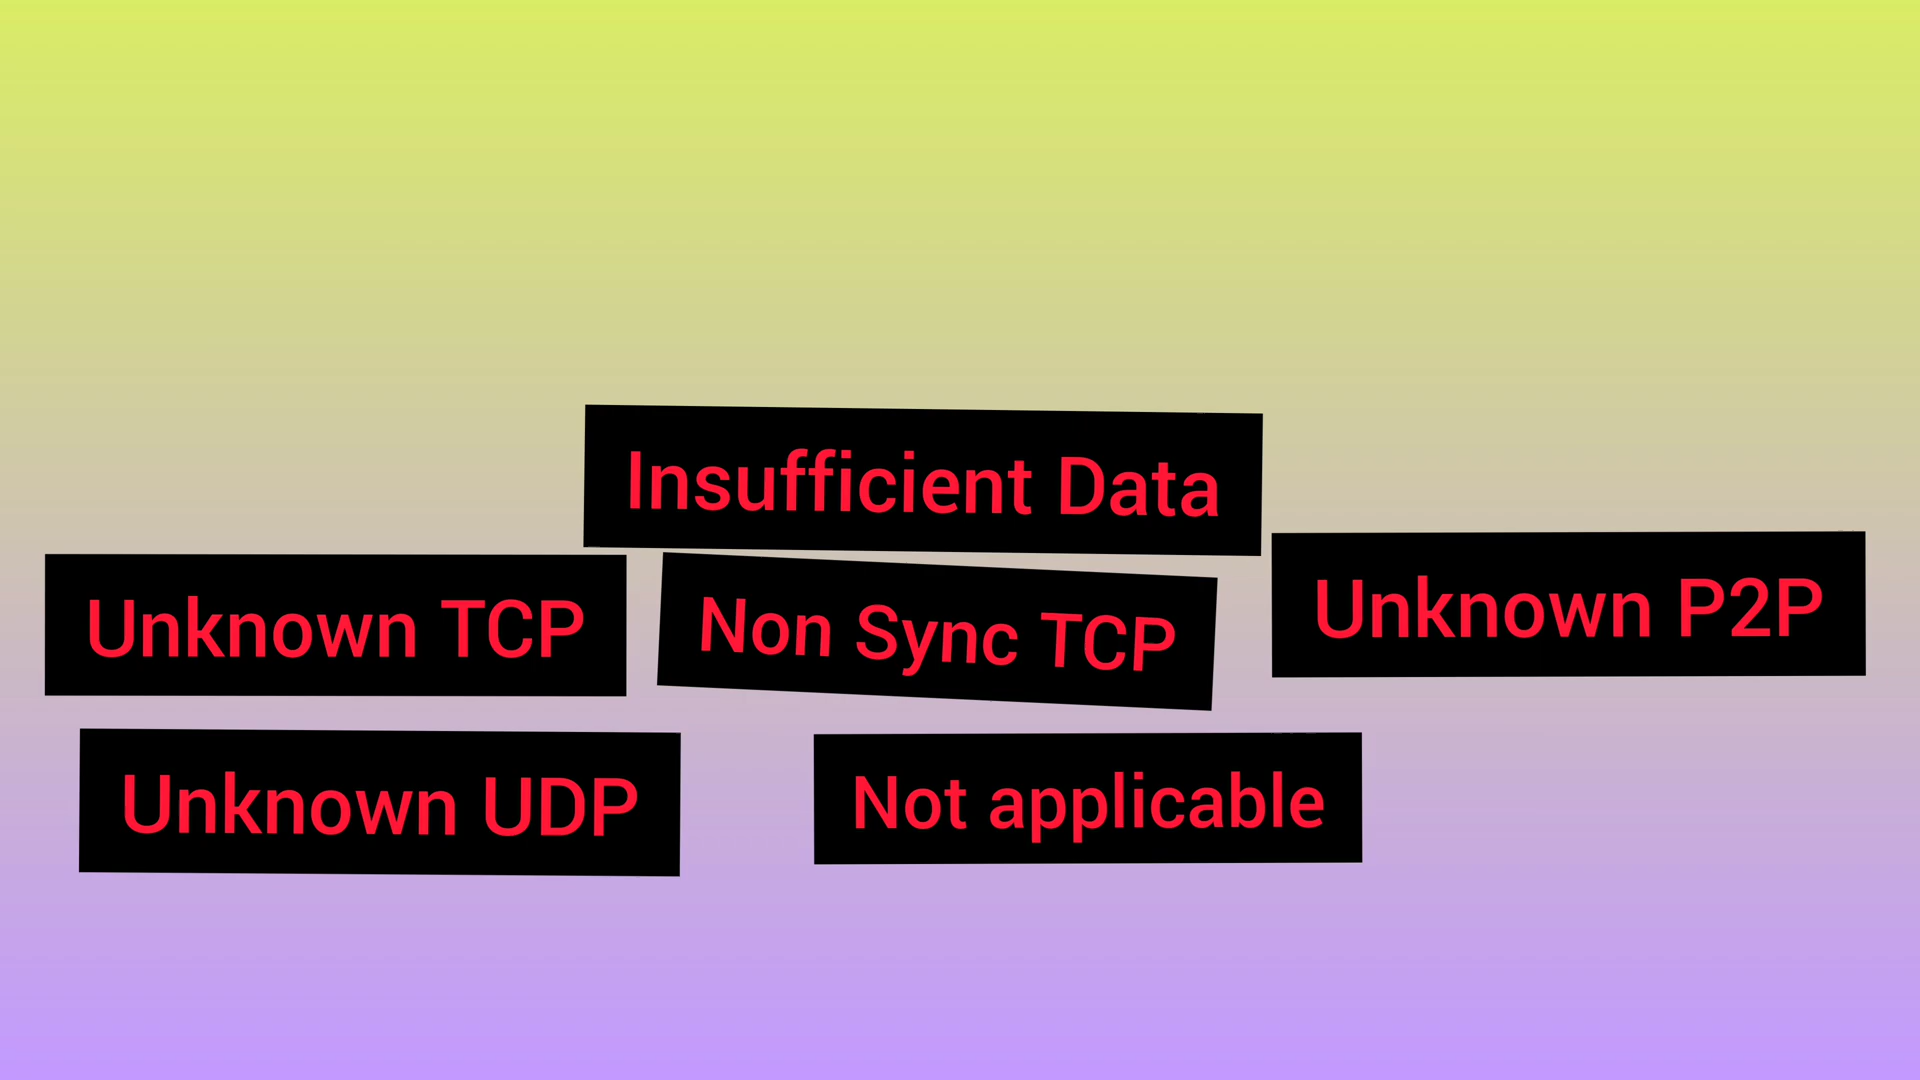 Insufficient Data
Unknown TCP
Non Sync TCP
Unknown P2P
Unknown UDP
Not applicable